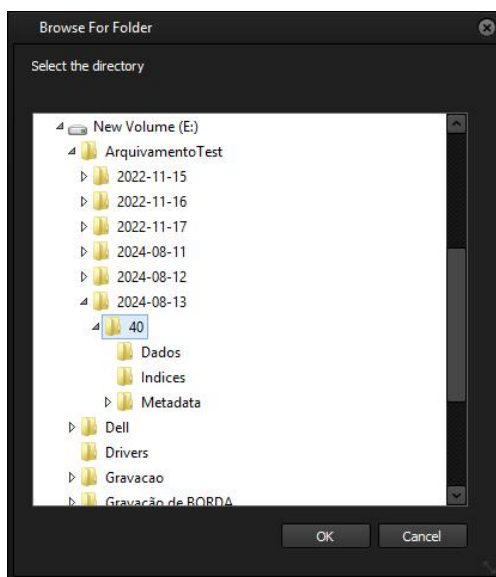 Browse For Folder
Select the directory
New Volume (E:)
ArquivamentoTest
2022-11-15
2022-11-16
2022-11-17
2024-08-11
2024-08-12
2024-08-13
40
Dados
Indices
Metadata
Dell
Drivers
Gravacao
Gravação de BORDA
OK Cancel